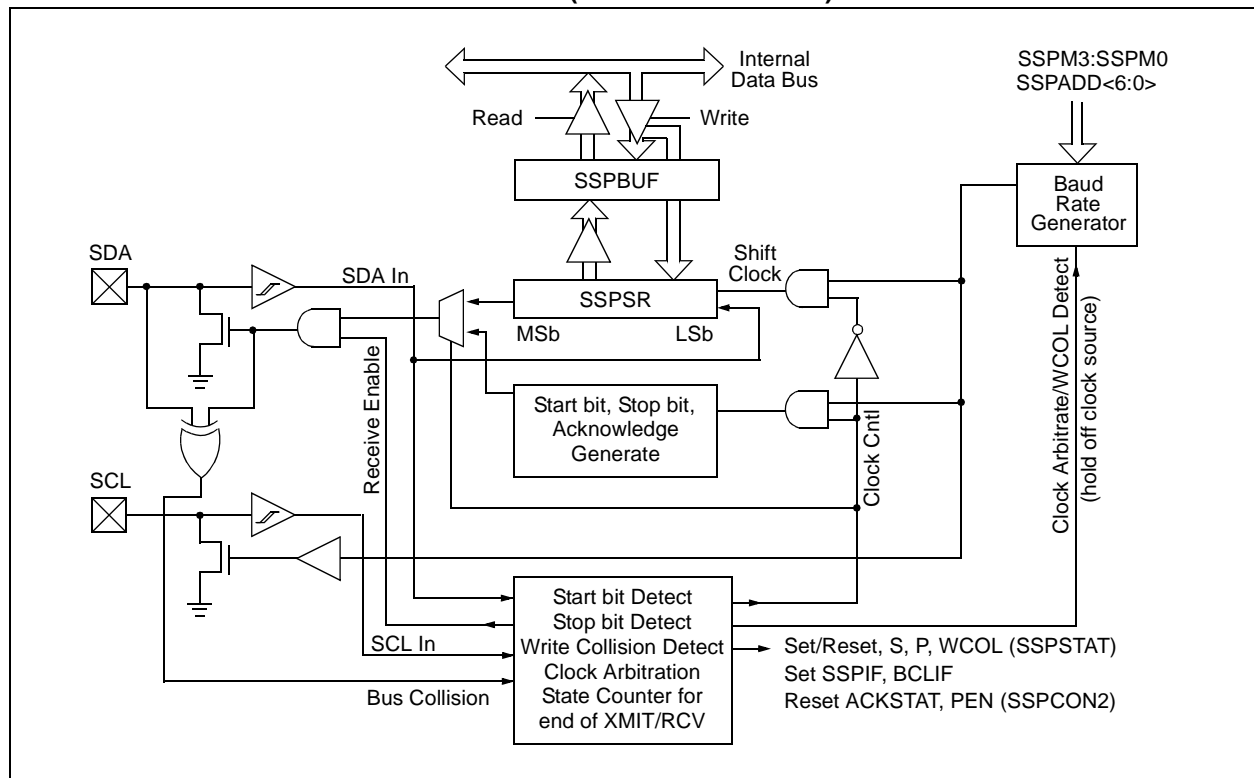 Internal
Data Bus
SSPM3:SSPM0
SSPADD<6:0>
Read
Write
SSPBUF
Baud
Rate
Generator
SDA
SDA In
Shift
Clock
SSPSR
MSb
LSb
Start bit, Stop bit,
Acknowledge
Generate
Receive Enable
Clock Cntl
Clock Arbitrate/WCOL Detect
(hold off clock source)
SCL
SCL In
Bus Collision
Start bit Detect
Stop bit Detect
Write Collision Detect
Clock Arbitration
State Counter for
end of XMIT/RCV
Set/Reset, S, P, WCOL (SSPSTAT)
Set SSPIF, BCLIF
Reset ACKSTAT, PEN (SSPCON2)